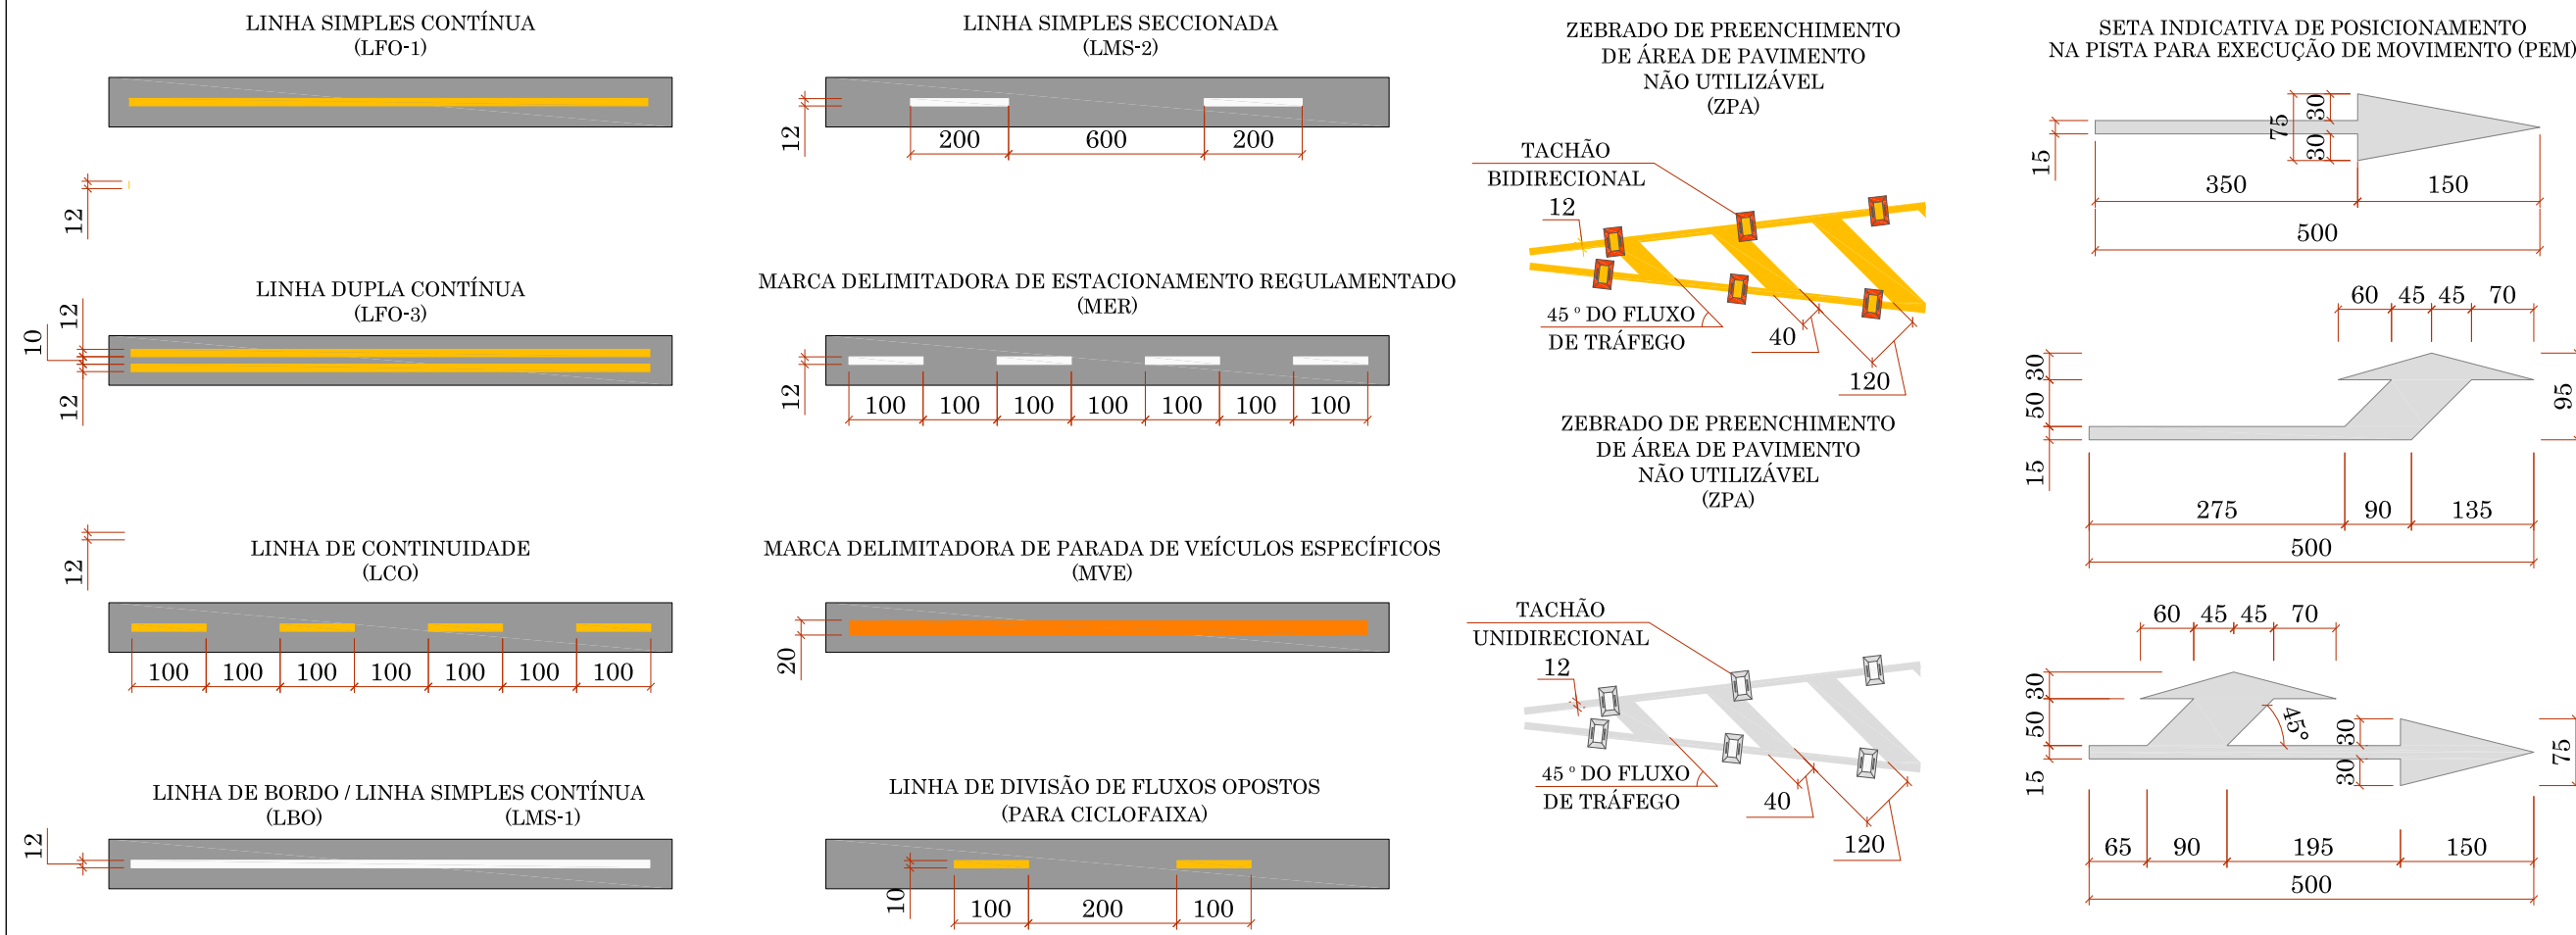 LINHA SIMPLES CONTÍNUA
(LFO-1)
12
LINHA DUPLA CONTÍNUA
(LFO-3)
12
10
12
12
LINHA DE CONTINUIDADE
(LCO)
100 100 100 100 100 100 100
LINHA DE BORDO / LINHA SIMPLES CONTÍNUA
(LBO) (LMS-1)
12
LINHA SIMPLES SECCIONADA
(LMS-2)
12
200 600 200
MARCA DELIMITADORA DE ESTACIONAMENTO REGULAMENTADO
(MER)
12
100 100 100 100 100 100 100
MARCA DELIMITADORA DE PARADA DE VEÍCULOS ESPECÍFICOS
(MVE)
20
LINHA DE DIVISÃO DE FLUXOS OPOSTOS
(PARA CICLOFAIXA)
10
100 200 100
ZEBRADO DE PREENCHIMENTO
DE ÁREA DE PAVIMENTO
NÃO UTILIZÁVEL
(ZPA)
TACHÃO
BIDIRECIONAL
12
45 º DO FLUXO
DE TRÁFEGO
40
120
ZEBRADO DE PREENCHIMENTO
DE ÁREA DE PAVIMENTO
NÃO UTILIZÁVEL
(ZPA)
TACHÃO
UNIDIRECIONAL
12
45 º DO FLUXO
DE TRÁFEGO
40
120
SETA INDICATIVA DE POSICIONAMENTO
NA PISTA PARA EXECUÇÃO DE MOVIMENTO (PEM)
75
30
30
15
350 150
500
60 45 45 70
30
50
15
95
275 90 135
500
60 45 45 70
30
50
15
45°
30
30
75
65 90 195 150
500